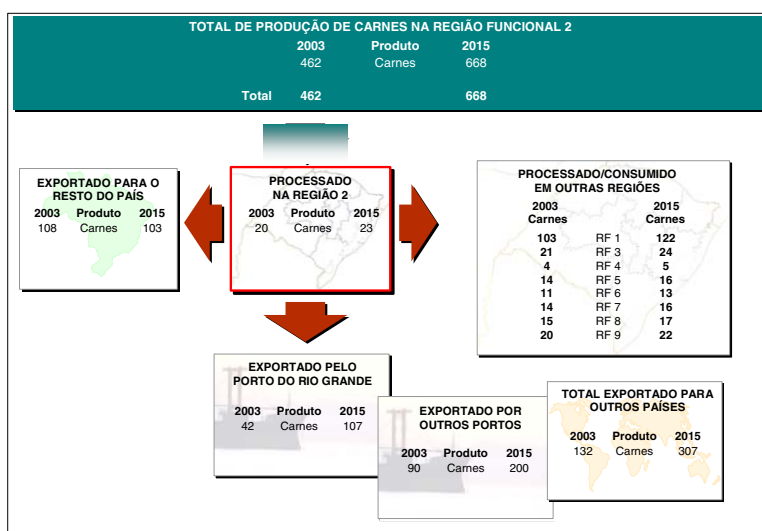 TOTAL DE PRODUÇÃO DE CARNES NA REGIÃO FUNCIONAL 2
2003 Produto 2015
462 Carnes 668
Total 462 668
EXPORTADO PARA O
RESTO DO PAÍS
2003 Produto 2015
108 Carnes 103
PROCESSADO
NA REGIÃO 2
2003 Produto 2015
20 Carnes 23
PROCESSADO/CONSUMIDO
EM OUTRAS REGIÕES
2003 2015
Carnes Carnes
103 RF 1 122
21 RF 3 24
4 RF 4 5
14 RF 5 16
11 RF 6 13
14 RF 7 16
15 RF 8 17
20 RF 9 22
EXPORTADO PELO
PORTO DO RIO GRANDE
2003 Produto 2015
42 Carnes 107
EXPORTADO POR
OUTROS PORTOS
2003 Produto 2015
90 Carnes 200
TOTAL EXPORTADO PARA
OUTROS PAÍSES
2003 Produto 2015
132 Carnes 307